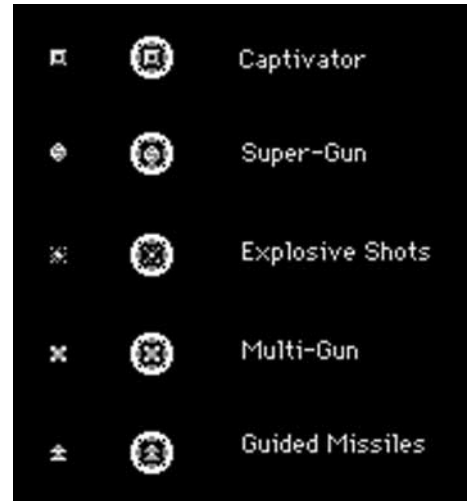 Captivator
Super-Gun
Explosive Shots
Multi-Gun
Guided Missiles